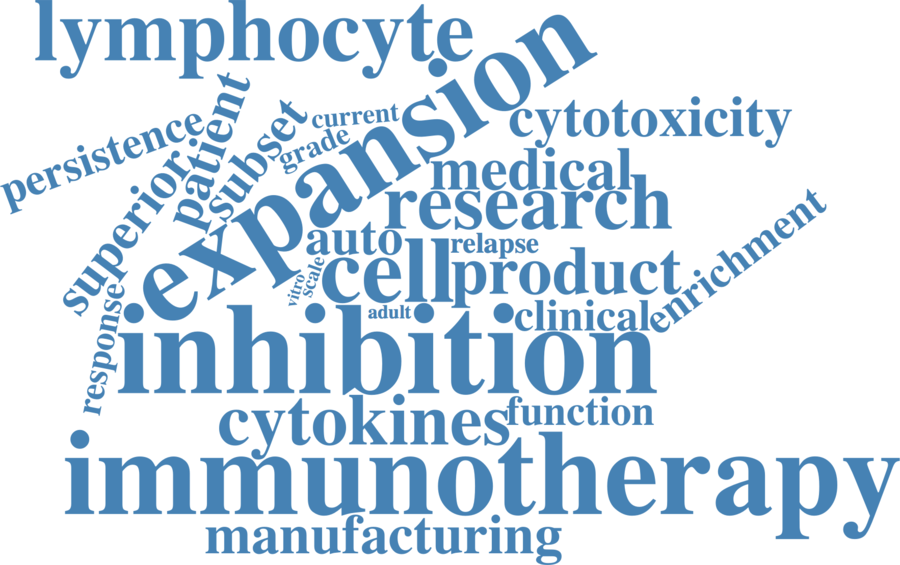 lymphocyte
expansion
persistence
patient
subset
current
grade
cytotoxicity
superior
medical
research
auto
relapse
enrichment
vitro
scale
cell
product
response
adult
clinical
inhibition
cytokines
function
immunotherapy
manufacturing